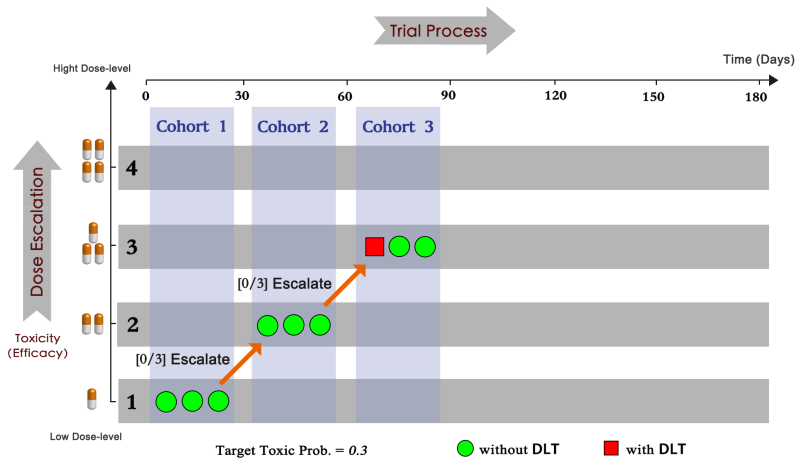 Trial Process
Time (Days)
Hight Dose-level
0 30 60 90 120 150 180
Cohort 1 Cohort 2 Cohort 3
4
3
[0/3] Escalate
2
[0/3] Escalate
1
Dose Escalation
Toxicity
(Efficacy)
Low Dose-level
Target Toxic Prob. = 0.3
without DLT
with DLT